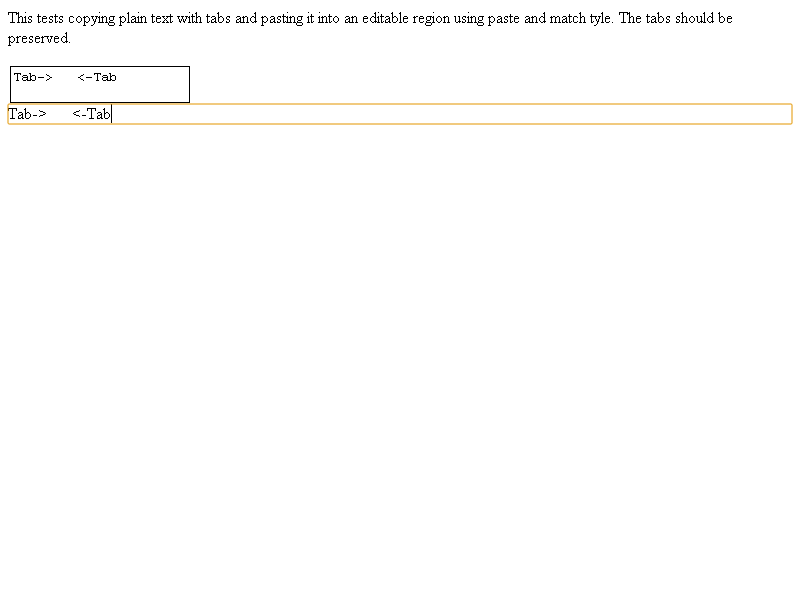 This tests copying plain text with tabs and pasting it into an editable region using paste and match tyle. The tabs should be
preserved.
Tab->	<-Tab
Tab->	<-Tab